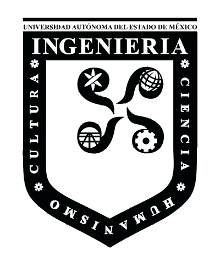 UNIVERSIDAD AUTÓNOMA DEL ESTADO DE MÉXICO
INGENIERIA
CULTURA
HUMANISMO
CIENCIA